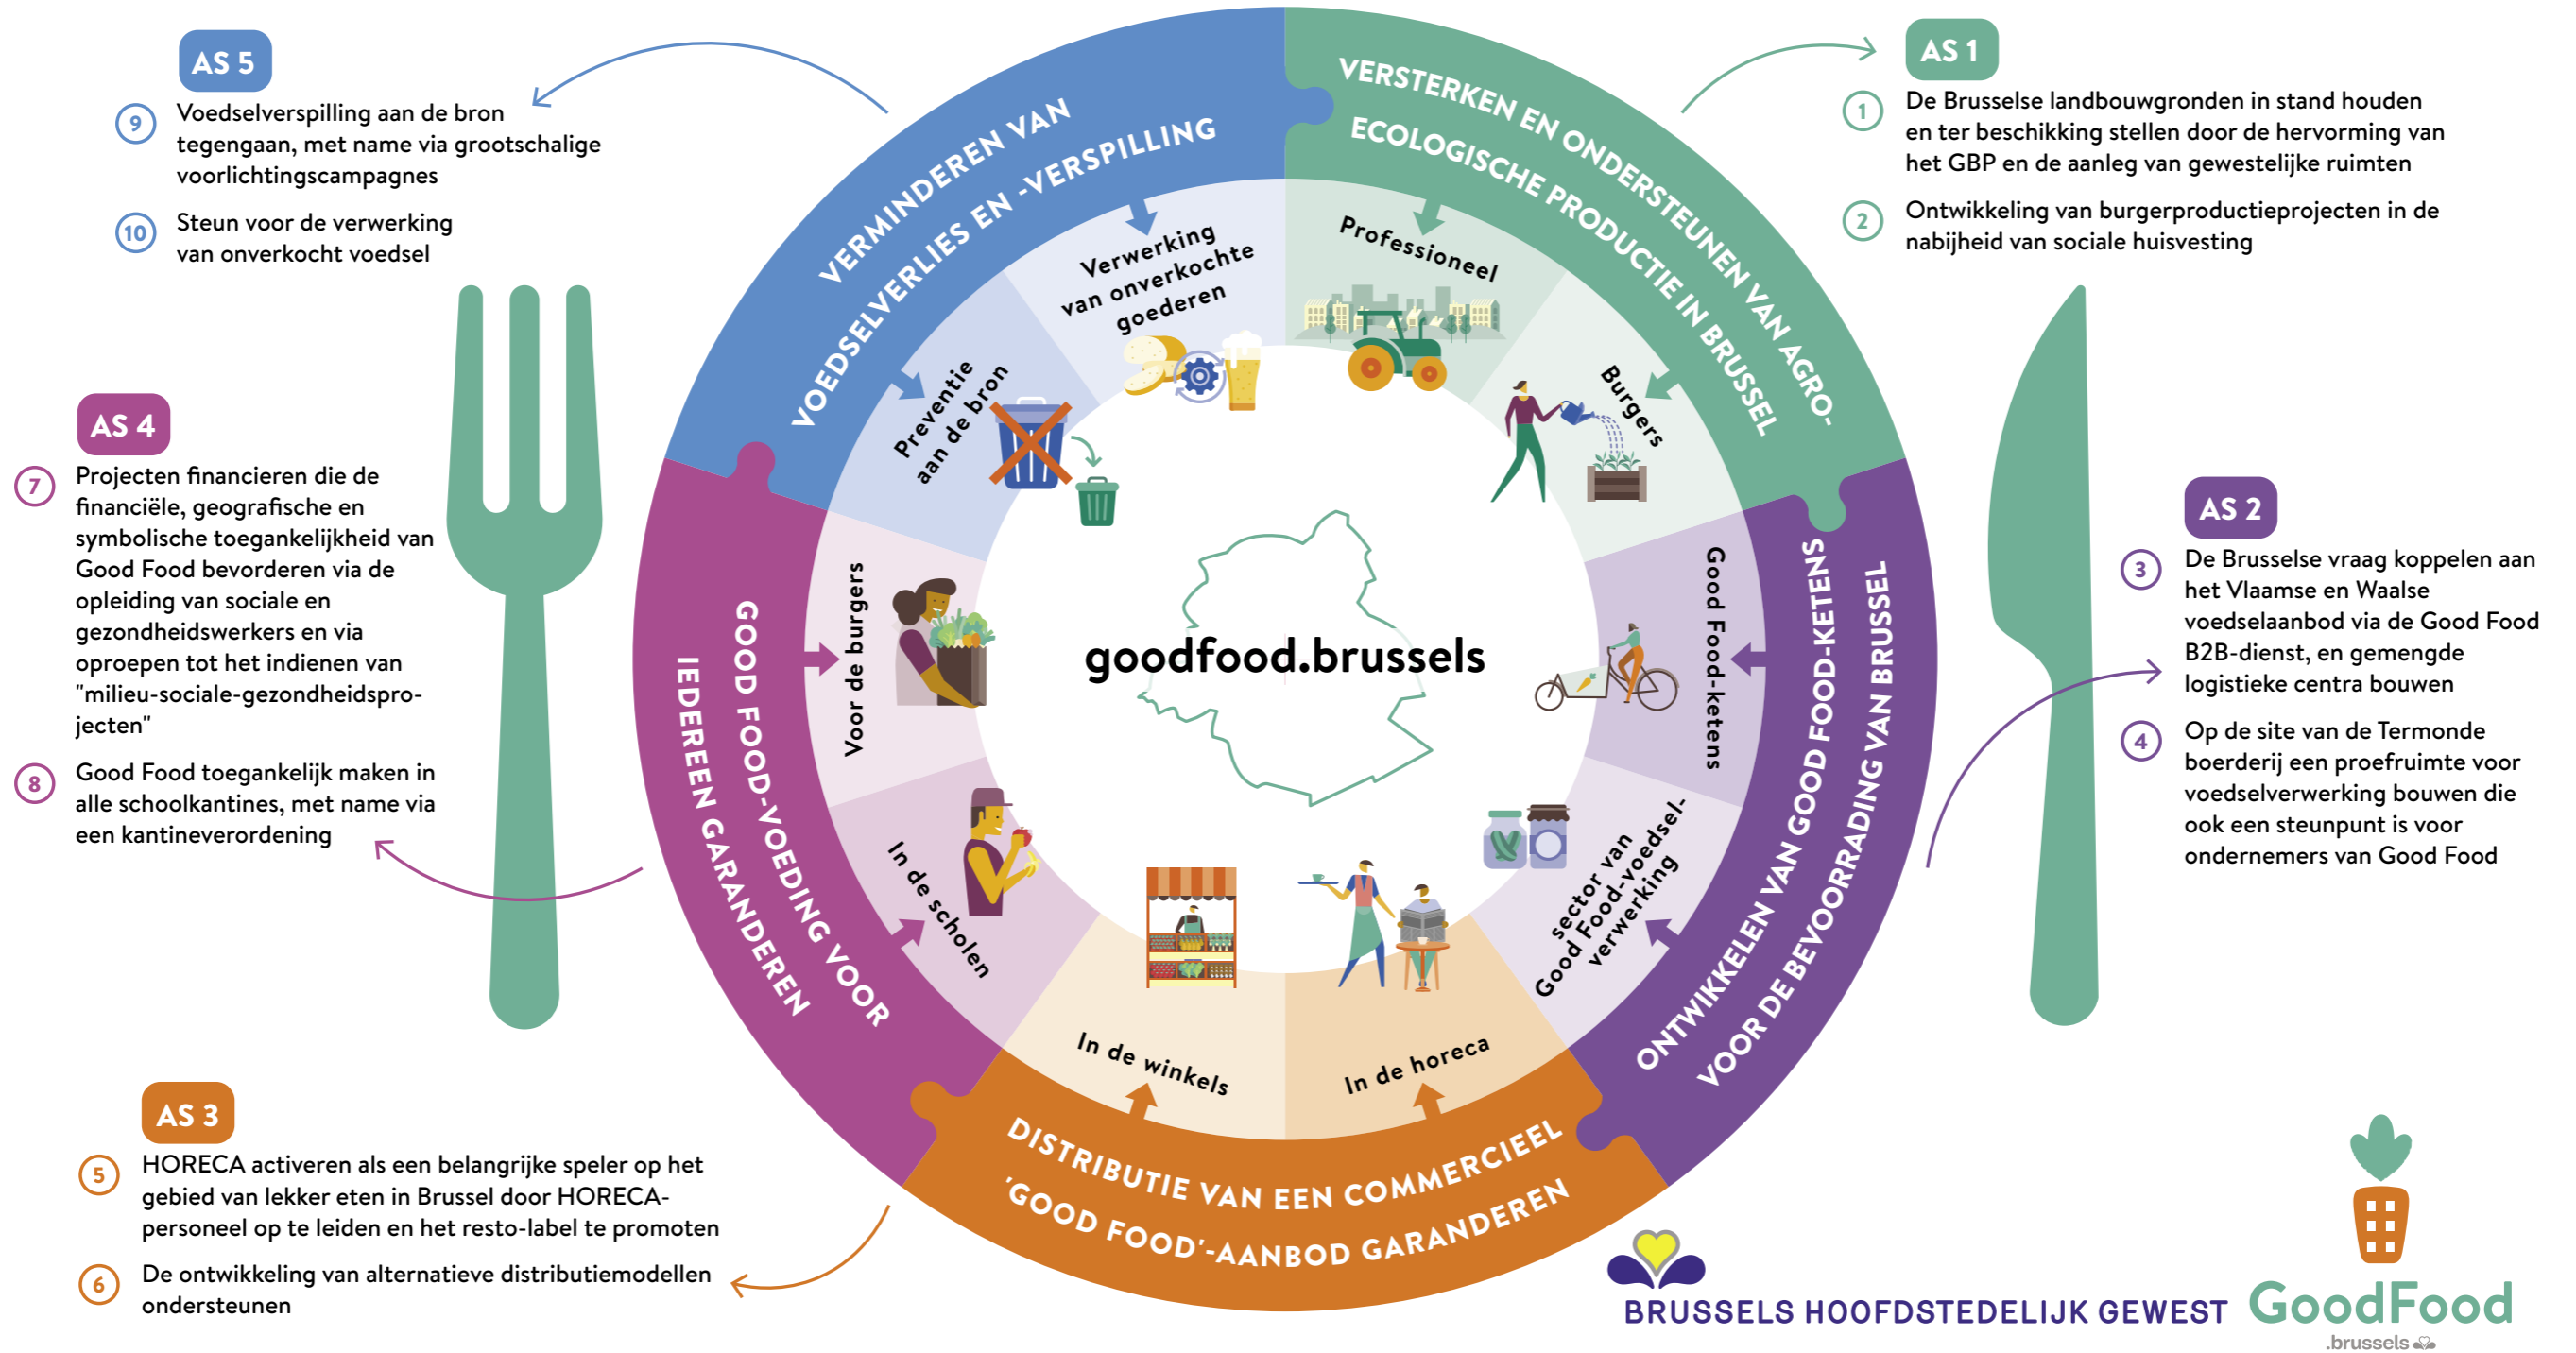 AS 5
9
Voedselverspilling aan de bron
tegengaan, met name via grootschalige
voorlichtingscampagnes
10
Steun voor de verwerking
van onverkocht voedsel
AS 4
7
Projecten financieren die de
financiële, geografische en
symbolische toegankelijkheid van
Good Food bevorderen via de
opleiding van sociale en
gezondheidswerkers en via
oproepen tot het indienen van
"milieu-sociale-gezondheidspro-
jecten"
8
Good Food toegankelijk maken in
alle schoolkantines, met name via
een kantineverordening
AS 3
5
HORECA activeren als een belangrijke speler op het
gebied van lekker eten in Brussel door HORECA-
personeel op te leiden en het resto-label te promoten
6
De ontwikkeling van alternatieve distributiemodellen
ondersteunen
VERMINDEREN VAN
VOEDSELVERLIES EN -VERSPILLING
Verwerking
van onverkochte
goederen
Preventie
aan de bron
VERSTERKEN EN ONDERSTEUNEN VAN AGRO-
ECOLOGISCHE PRODUCTIE IN BRUSSEL
Professioneel
Burgers
GOOD FOOD-VOEDING VOOR
IEDEREEN GARANDEREN
Voor de burgers
In de scholen
goodfood.brussels
ONTWIKKELEN VAN GOOD FOOD-KETENS
VOOR DE BEVOORRADING VAN BRUSSEL
Good Food-ketens
sector van
Good Food-voedsel-
verwerking
In de winkels
In de horeca
DISTRIBUTIE VAN EEN COMMERCIEEL
'GOOD FOOD'-AANBOD GARANDEREN
AS 1
1
De Brusselse landbouwgronden in stand houden
en ter beschikking stellen door de hervorming van
het GBP en de aanleg van gewestelijke ruimten
2
Ontwikkeling van burgerproductieprojecten in de
nabijheid van sociale huisvesting
AS 2
3
De Brusselse vraag koppelen aan
het Vlaamse en Waalse
voedselaanbod via de Good Food
B2B-dienst, en gemengde
logistieke centra bouwen
4
Op de site van de Termonde
boerderij een proefruimte voor
voedselverwerking bouwen die
ook een steunpunt is voor
ondernemers van Good Food
BRUSSELS HOOFDSTEDELIJK GEWEST
GoodFood
.brussels